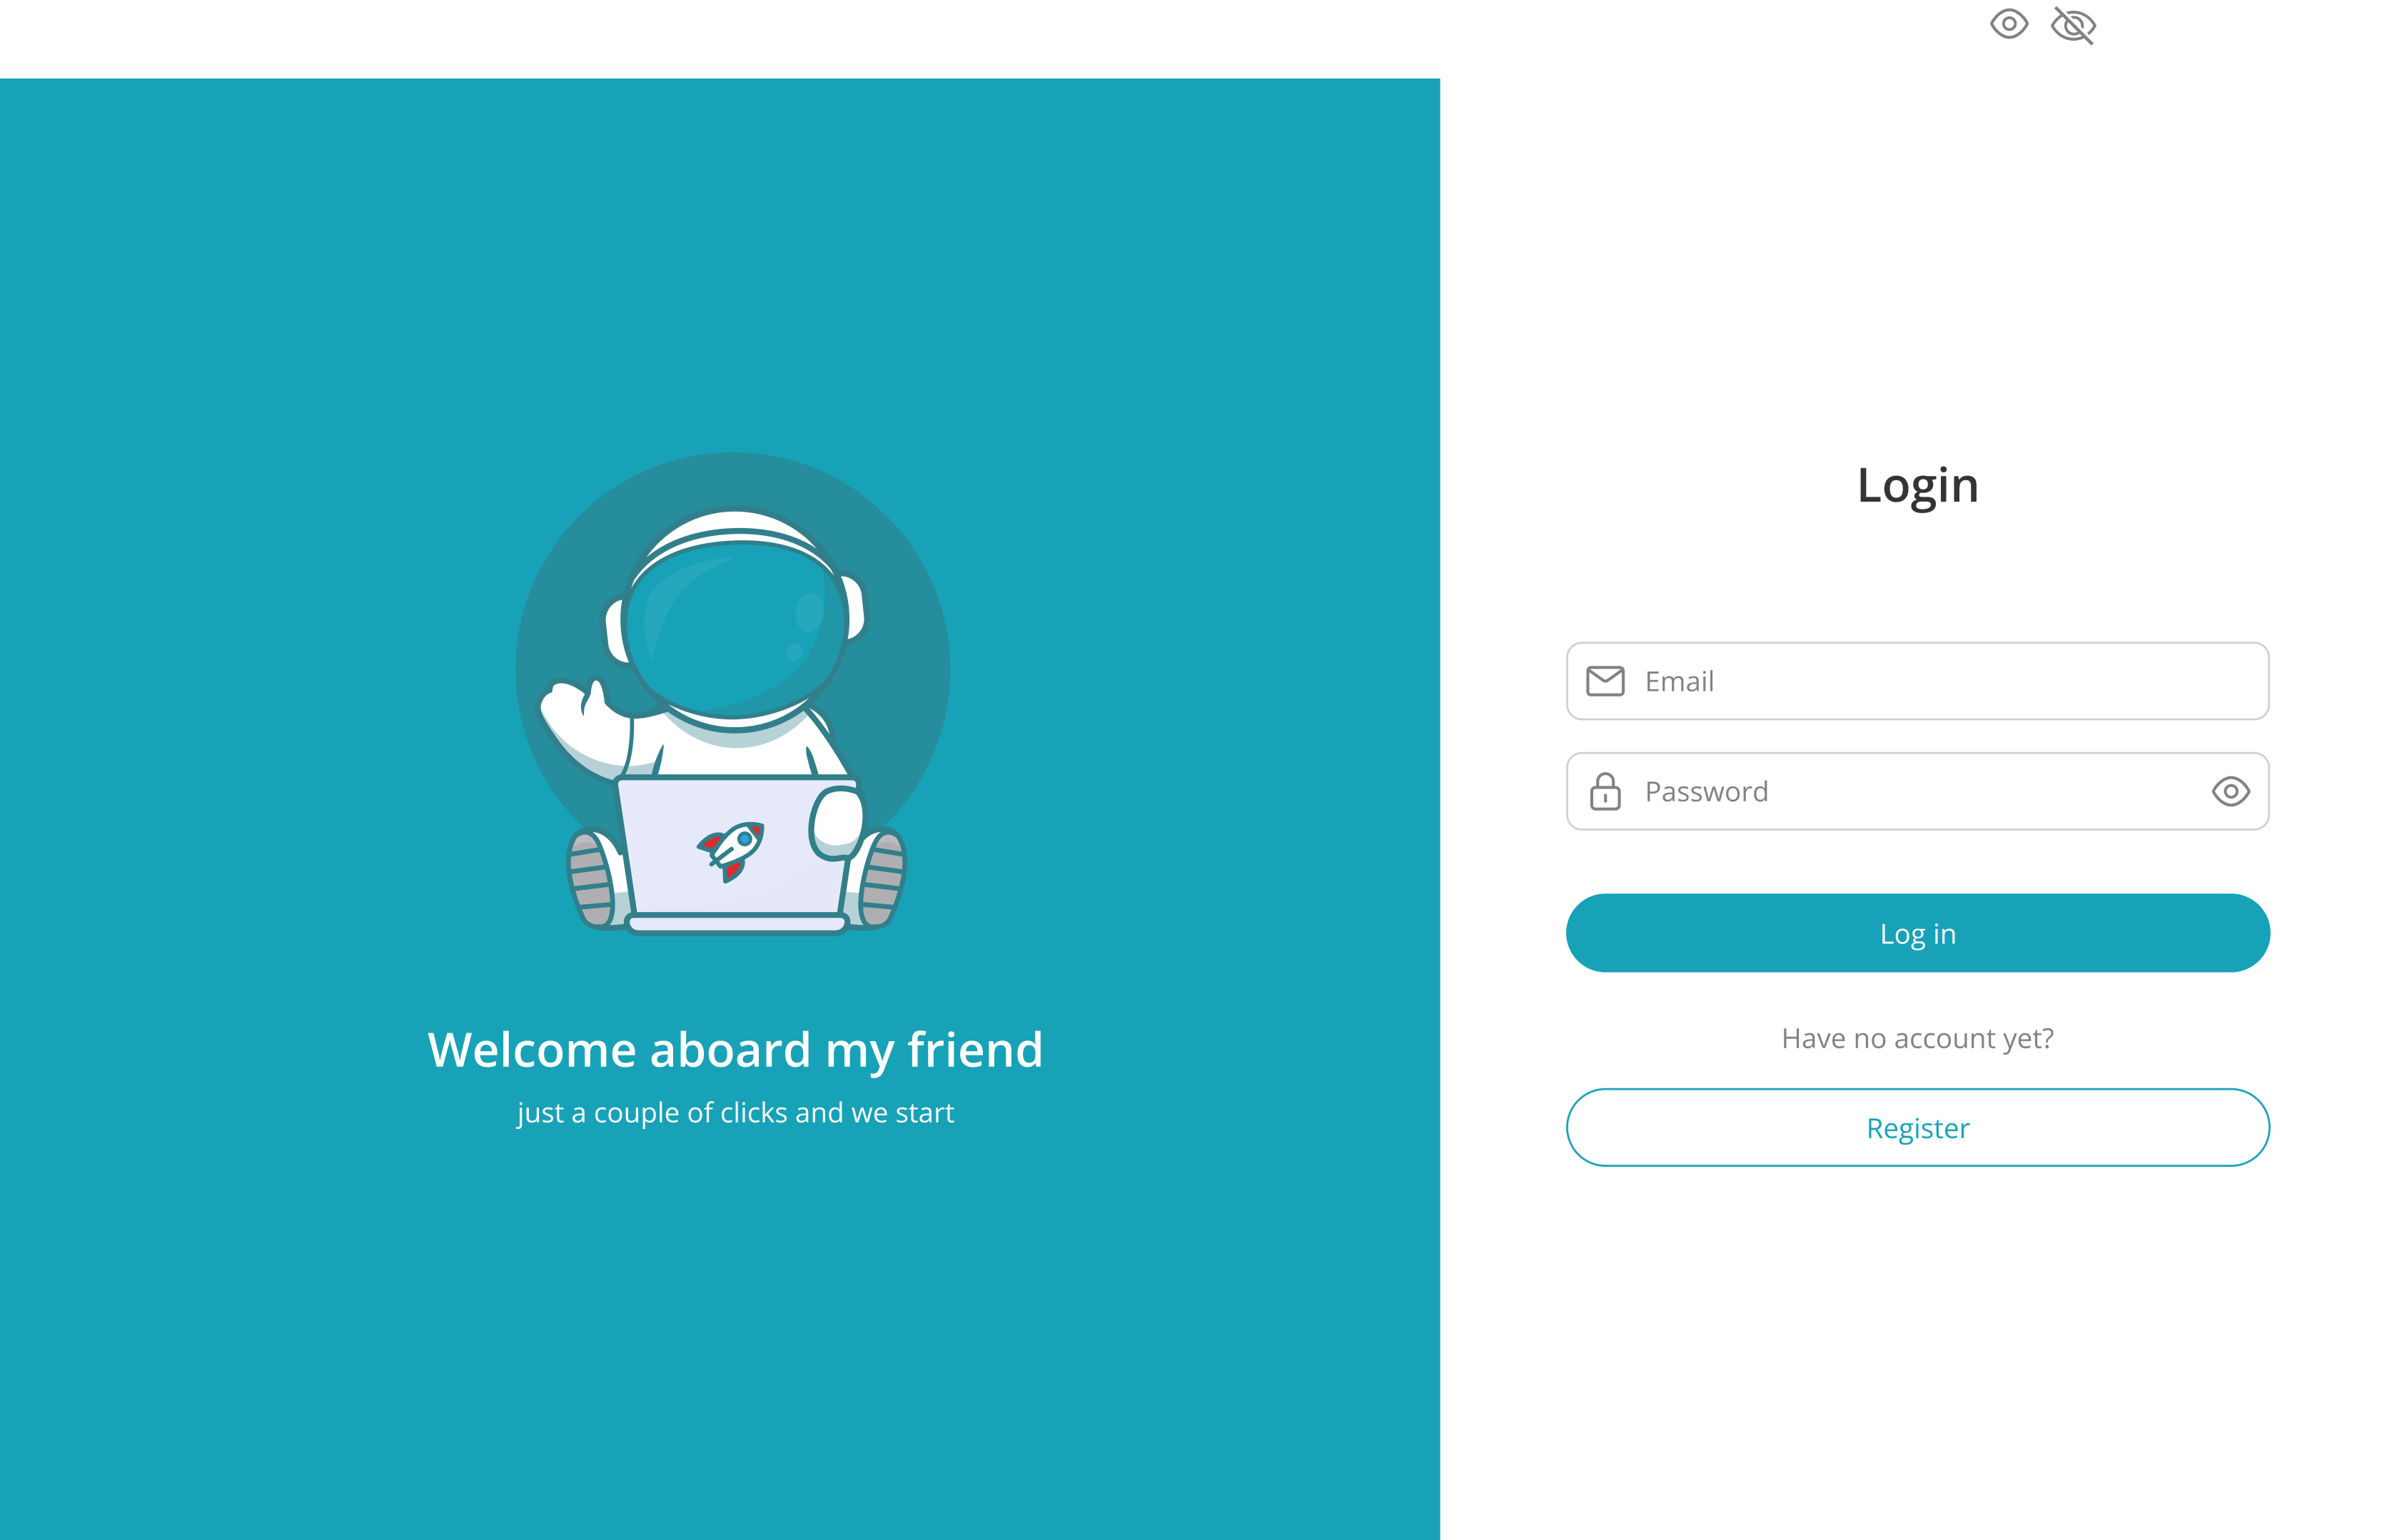 Welcome aboard my friend
just a couple of clicks and we start
Login
Email
Password
Log in
Have no account yet?
Register